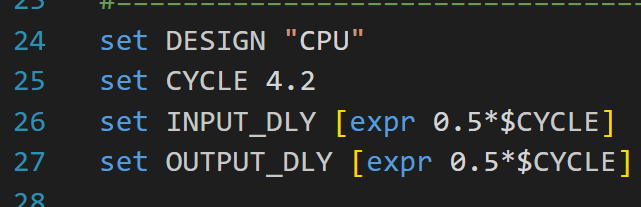 23 #================================
24 set DESIGN "CPU"
25 set CYCLE 4.2
26 set INPUT_DLY [expr 0.5*$CYCLE]
27 set OUTPUT_DLY [expr 0.5*$CYCLE]
28